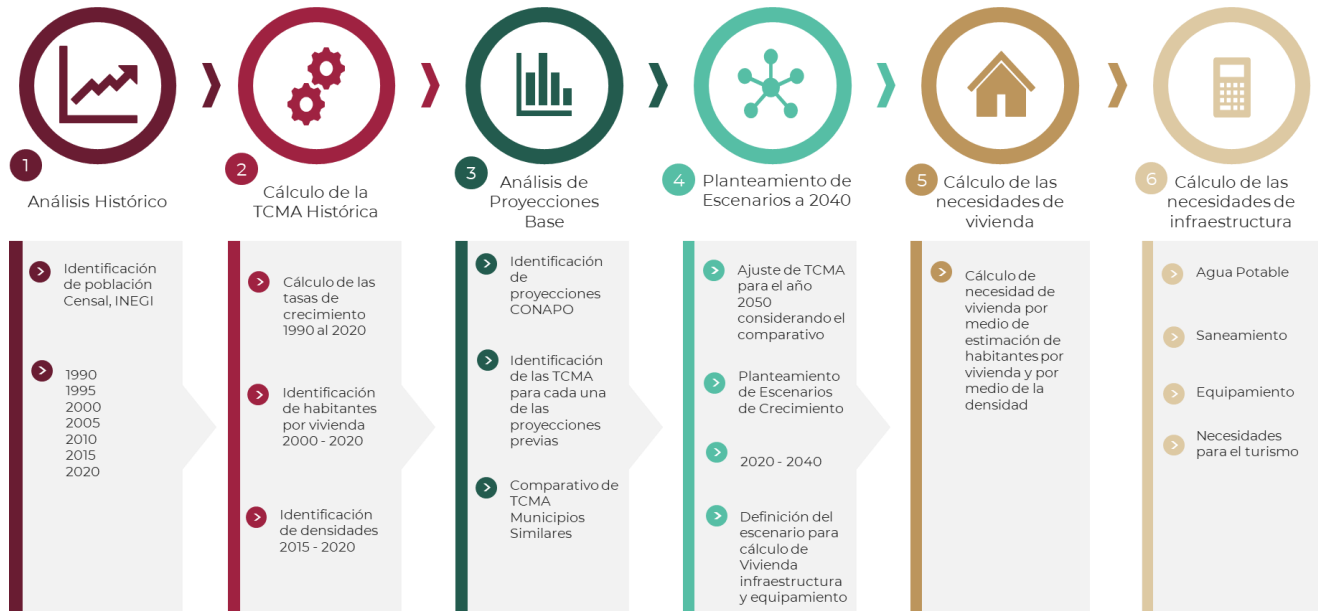 1
Análisis Histórico
Identificación
de población
Censal, INEGI
1990
1995
2000
2005
2010
2015
2020
2
Cálculo de la
TCMA Histórica
Cálculo de las
tasas de
crecimiento
1990 al 2020
Identificación
de habitantes
por vivienda
2000 - 2020
Identificación
de densidades
2015 - 2020
3
Análisis de
Proyecciones
Base
Identificación
de
proyecciones
CONAPO
Identificación
de las TCMA
para cada una
de las
proyecciones
previas
Comparativo de
TCMA
Municipios
Similares
4
Planteamiento de
Escenarios a 2040
Ajuste de TCMA
para el año
2050
considerando el
comparativo
Planteamiento
de Escenarios
de Crecimiento
2020 - 2040
Definición del
escenario para
cálculo de
Vivienda
infraestructura
y equipamiento
5
Cálculo de las
necesidades de
vivienda
Cálculo de
necesidad de
vivienda por
medio de
estimación de
habitantes por
vivienda y por
medio de la
densidad
6
Cálculo de las
necesidades de
infraestructura
Agua Potable
Saneamiento
Equipamiento
Necesidades
para el turismo